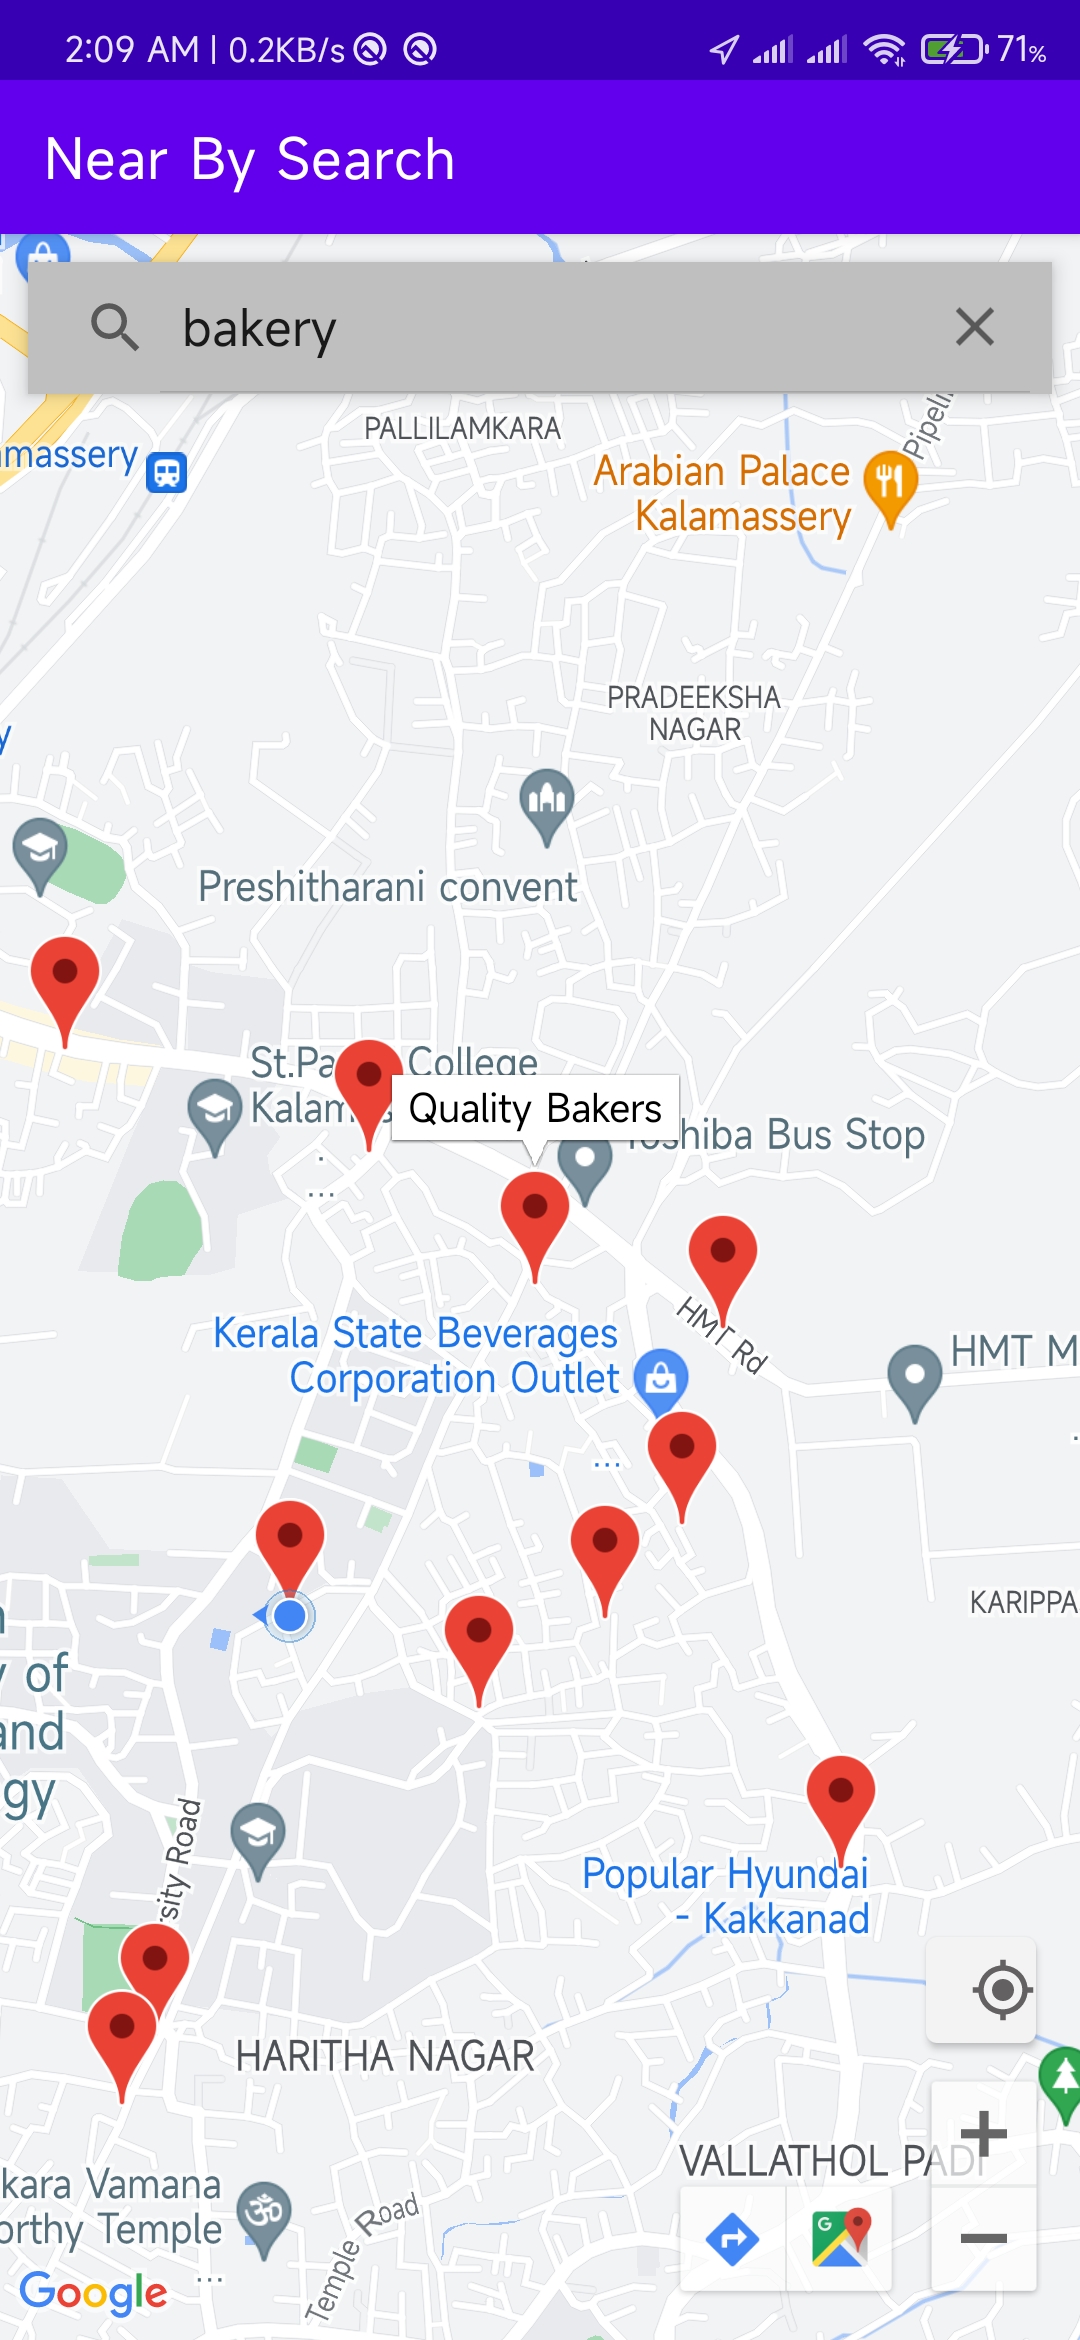 2:09 AM | 0.2KB/s
71%
Near By Search
bakery
PALLILAMKARA
Pipeli
massery
Arabian Palace
Kalamassery
PRADEEKSHA
NAGAR
y
Preshitharani convent
St.Pa College
Kalam
Quality Bakers
Toshiba Bus Stop
HMT Rd
Kerala State Beverages
Corporation Outlet
HMT M
...
KARIPPA
y of
and
gy
rsity Road
Popular Hyundai
- Kakkanad
HARITHA NAGAR
VALLATHOL PADI
kara Vamana
orthy Temple
Temple Road
Google